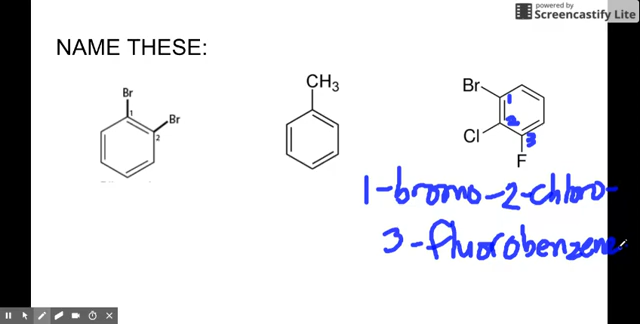 powered by
Screencastify Lite
NAME THESE:
Br
1
Br
2
CH3
Br
1
2
Cl
3
F
1-bromo-2-chloro-
3-fluorobenzene